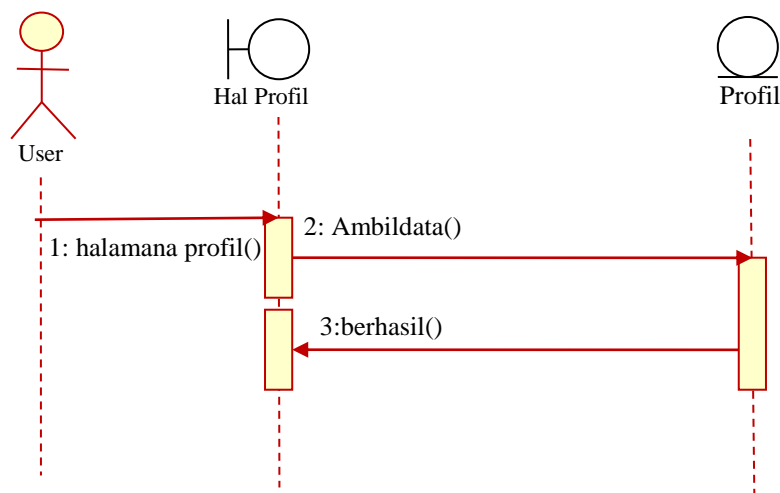 Hal Profil
Profil
User
1: halamana profil()
2: Ambildata()
3:berhasil()